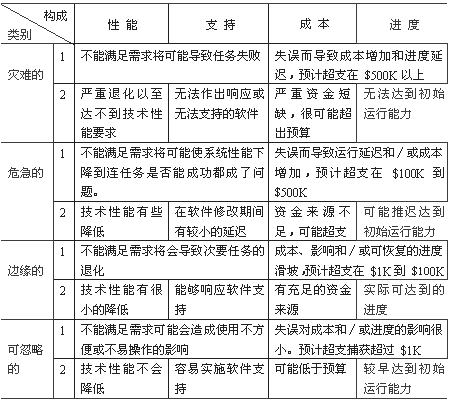 构成
类别
性能 支持 成本 进度
灾难的
1 不能满足需求将可能导致任务失败 失误而导致成本增加和进度延
迟，预计超支在 $500K 以上
2 严重退化以至 无法作出响应或 严重资金短 无法达到初始
达不到技术性 无法支持的软件 缺，很可能超 运行能力
能要求 出预算
危急的
1 不能满足需求将可能使系统性能下 失误而导致运行延迟和／或成本
降到连任务是否能成功都成了问 增加，预计超支在 $100K 到
题。 $500K
2 技术性能有些 在软件修改期间 资金来源不 可能推迟达到
降低 有较小的延迟 足，可能超支 初始运行能力
边缘的
1 不能满足需求将会导致次要任务的 成本、影响和／或可恢复的进度
退化 滑坡，预计超支在 $1K 到 $100K
2 技术性能有很 能够响应软件支 有充足的资金 实际可达到的
小的降低 持 来源 进度
可忽略
的
1 不能满足需求可能会造成使用不方 失误对成本和／或进度的影响很
便或不易操作的影响 小。预计超支捕获超过 $1K
2 技术性能不会 容易实施软件支 可能低于预算 较早达到初始
降低 持 运行能力